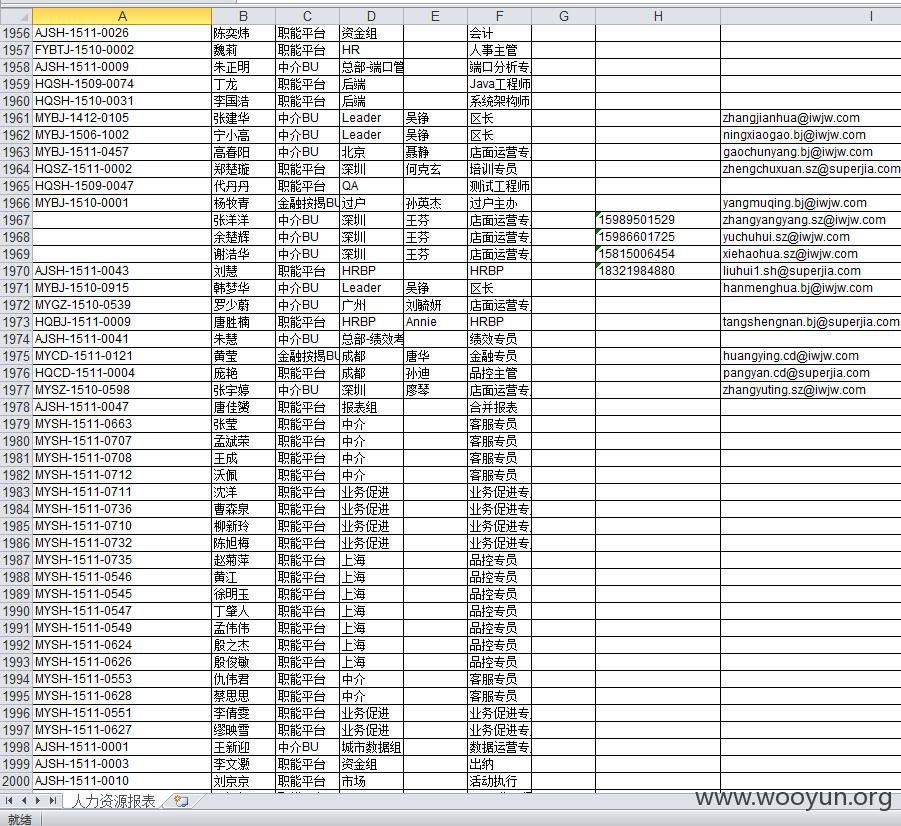 A B C D E F G H I
1956 AJSH-1511-0026 陈奕炜 职能平台 资金组 会计
1957 FYBTJ-1510-0002 魏莉 职能平台 HR 人事主管
1958 AJSH-1511-0009 朱正明 中介BU 总部-端口管 端口分析专
1959 HQSH-1509-0074 丁龙 职能平台 后端 Java工程师
1960 HQSH-1510-0031 李国浩 职能平台 后端 系统架构师
1961 MYBJ-1412-0105 张建华 中介BU Leader 吴铮 区长 zhangjianhua@iwjw.com
1962 MYBJ-1506-1002 宁小高 中介BU Leader 吴铮 区长 ningxiaogao.bj@iwjw.com
1963 MYBJ-1511-0457 高春阳 中介BU 北京 聂静 店面运营专 gaochunyang.bj@iwjw.com
1964 HQSZ-1511-0002 郑楚璇 职能平台 深圳 何克玄 培训专员 zhengchuxuan.sz@superjia.com
1965 HQSH-1509-0047 代丹丹 职能平台 QA 测试工程师
1966 MYBJ-1510-0001 杨牧青 金融按揭BU 过户 孙英杰 过户主办 yangmuqing.bj@iwjw.com
1967 张洋洋 中介BU 深圳 王芬 店面运营专 15989501529 zhangyangyang.sz@iwjw.com
1968 余楚辉 中介BU 深圳 王芬 店面运营专 15986601725 yuchuhui.sz@iwjw.com
1969 谢浩华 中介BU 深圳 王芬 店面运营专 15815006454 xiehaohua.sz@iwjw.com
1970 AJSH-1511-0043 刘慧 职能平台 HRBP HRBP 18321984880 liuhui1.sh@superjia.com
1971 MYBJ-1510-0915 韩梦华 中介BU Leader 吴铮 区长 hanmenghua.bj@iwjw.com
1972 MYGZ-1510-0539 罗少蔚 中介BU 广州 刘毓妍 店面运营专
1973 HQBJ-1511-0009 唐胜楠 职能平台 HRBP Annie HRBP tangshengnan.bj@superjia.com
1974 AJSH-1511-0041 朱慧 中介BU 总部-绩效考 绩效专员
1975 MYCD-1511-0121 黄莹 金融按揭BU 成都 唐华 金融专员 huangying.cd@iwjw.com
1976 HQCD-1511-0004 庞艳 职能平台 成都 孙迪 品控主管 pangyan.cd@superjia.com
1977 MYSZ-1510-0598 张宇婷 中介BU 深圳 廖琴 店面运营专 zhangyuting.sz@iwjw.com
1978 AJSH-1511-0047 唐佳赟 职能平台 报表组 合并报表
1979 MYSH-1511-0663 张莹 职能平台 中介 客服专员
1980 MYSH-1511-0707 孟斌荣 职能平台 中介 客服专员
1981 MYSH-1511-0708 王成 职能平台 中介 客服专员
1982 MYSH-1511-0712 沃佩 职能平台 中介 客服专员
1983 MYSH-1511-0711 沈洋 职能平台 业务促进 业务促进专
1984 MYSH-1511-0736 曹森泉 职能平台 业务促进 业务促进专
1985 MYSH-1511-0710 柳新玲 职能平台 业务促进 业务促进专
1986 MYSH-1511-0732 陈旭梅 职能平台 业务促进 业务促进专
1987 MYSH-1511-0735 赵菊萍 职能平台 上海 品控专员
1988 MYSH-1511-0546 黄江 职能平台 上海 品控专员
1989 MYSH-1511-0545 徐明玉 职能平台 上海 品控专员
1990 MYSH-1511-0547 丁肇人 职能平台 上海 品控专员
1991 MYSH-1511-0549 孟伟伟 职能平台 上海 品控专员
1992 MYSH-1511-0624 殷之杰 职能平台 上海 品控专员
1993 MYSH-1511-0626 殷俊敏 职能平台 上海 品控专员
1994 MYSH-1511-0553 仇伟君 职能平台 中介 客服专员
1995 MYSH-1511-0628 蔡思思 职能平台 中介 客服专员
1996 MYSH-1511-0551 李倩雯 职能平台 业务促进 业务促进专
1997 MYSH-1511-0627 缪映雪 职能平台 业务促进 业务促进专
1998 AJSH-1511-0001 王新迎 中介BU 城市数据组 数据运营专
1999 AJSH-1511-0003 李文灏 职能平台 资金组 出纳
2000 AJSH-1511-0010 刘京京 职能平台 市场 活动执行
人力资源报表
www.wooyun.org
就绪